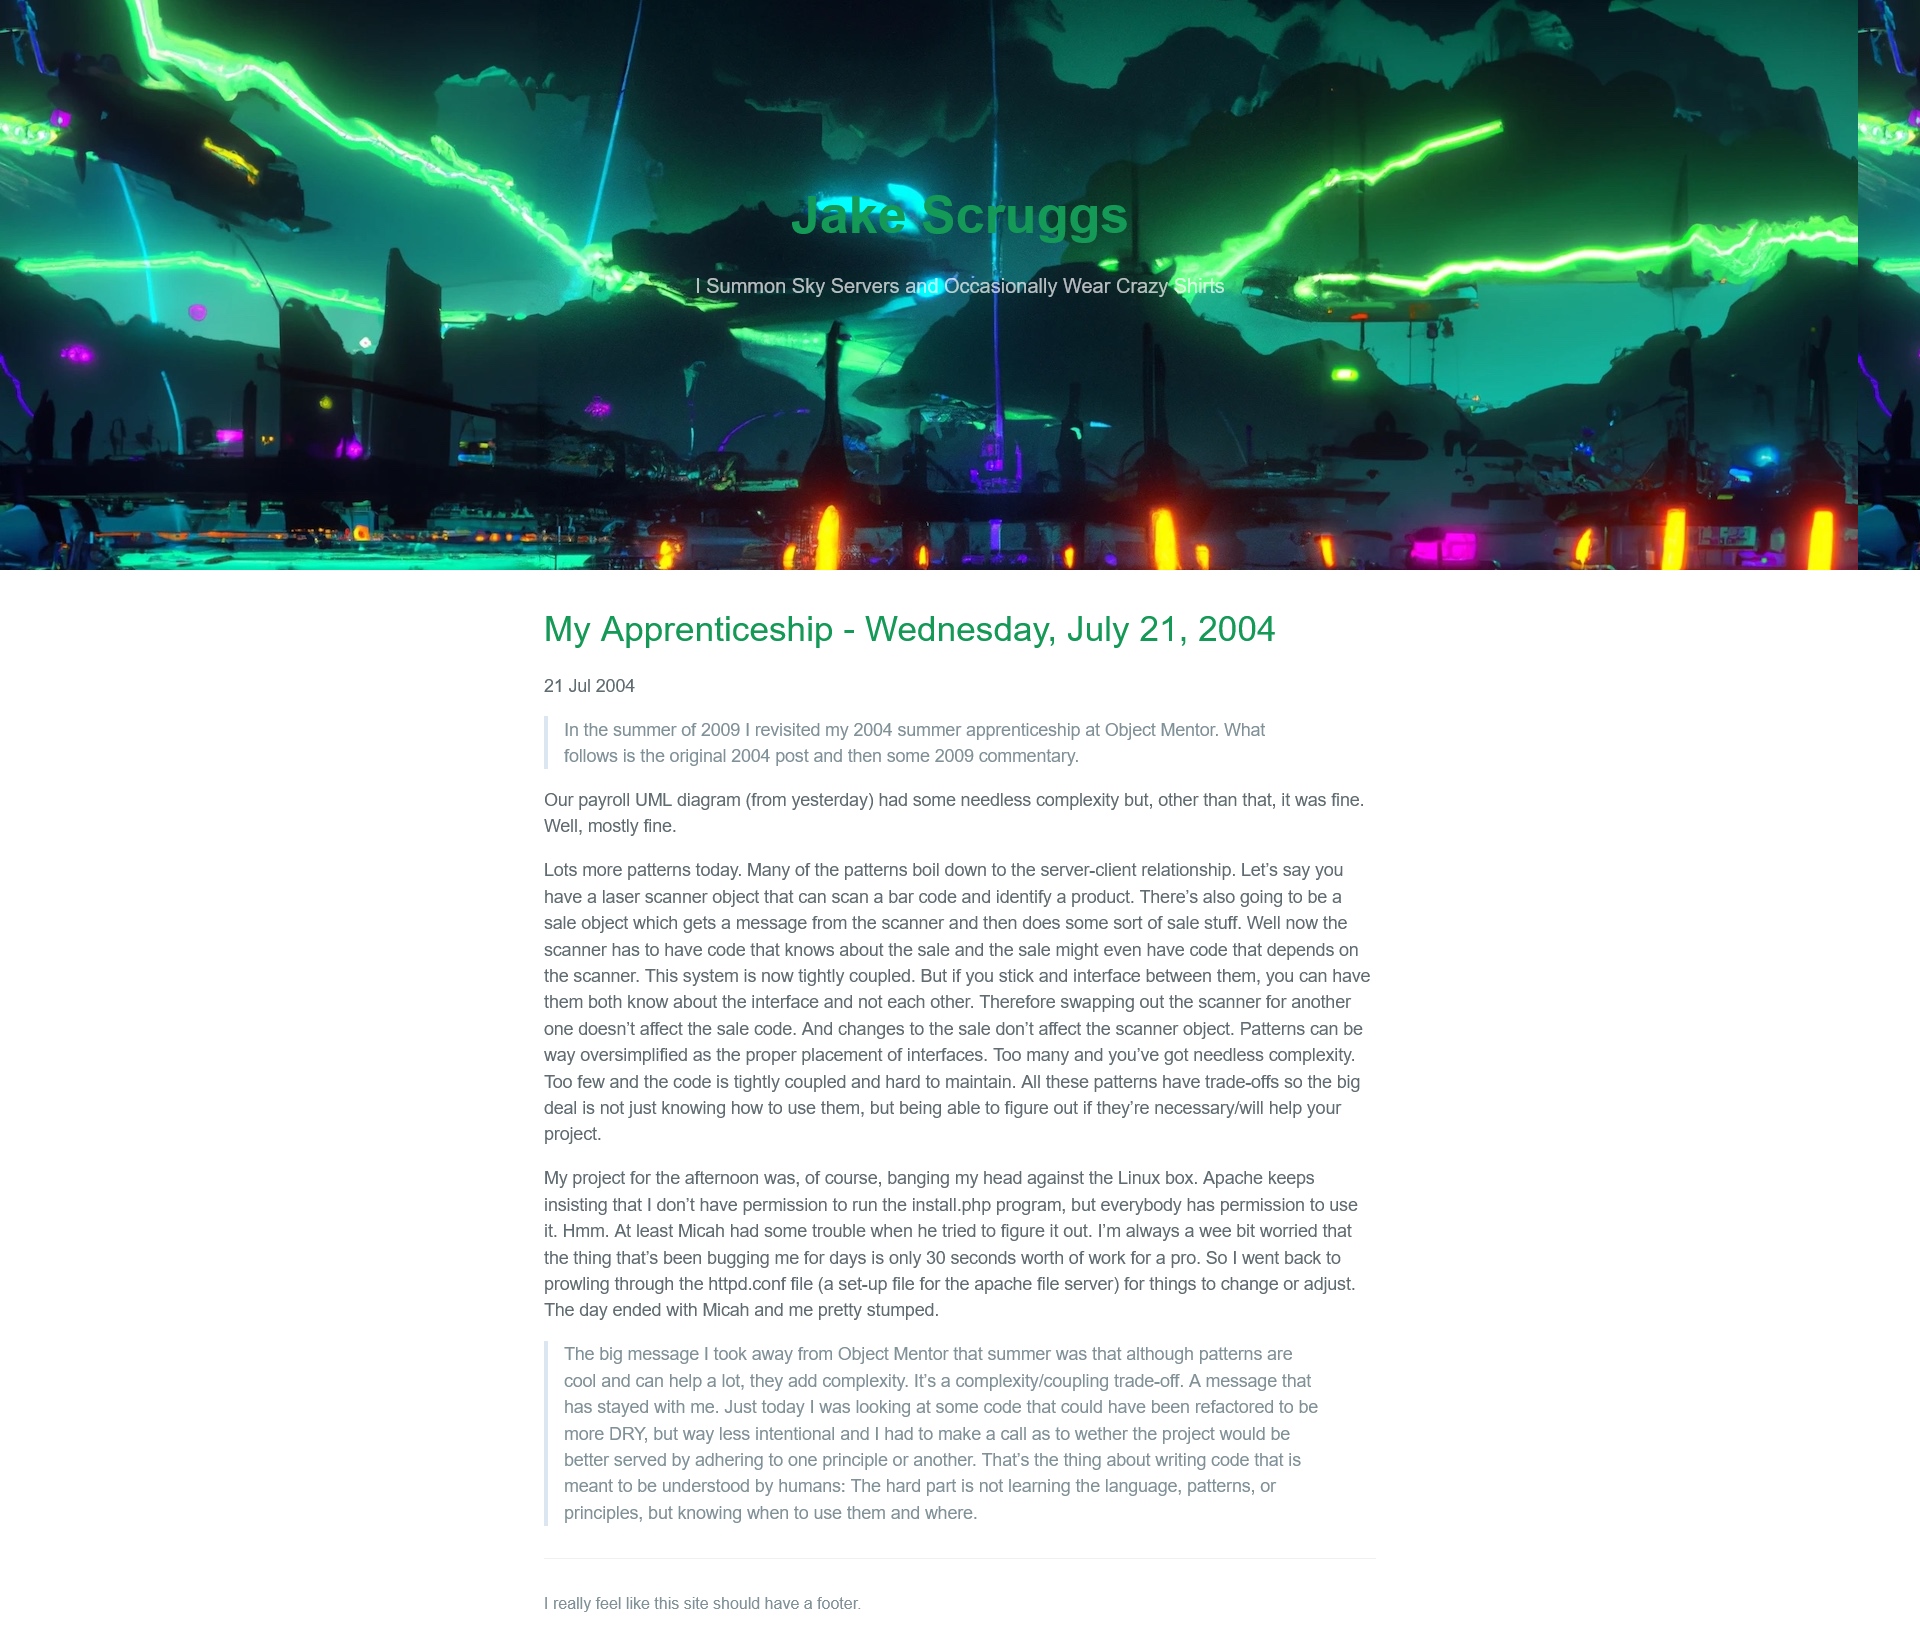 Jake Scruggs
I Summon Sky Servers and Occasionally Wear Crazy Shirts
My Apprenticeship - Wednesday, July 21, 2004
21 Jul 2004
In the summer of 2009 I revisited my 2004 summer apprenticeship at Object Mentor. What
follows is the original 2004 post and then some 2009 commentary.
Our payroll UML diagram (from yesterday) had some needless complexity but, other than that, it was fine.
Well, mostly fine.
Lots more patterns today. Many of the patterns boil down to the server-client relationship. Let’s say you
have a laser scanner object that can scan a bar code and identify a product. There’s also going to be a
sale object which gets a message from the scanner and then does some sort of sale stuff. Well now the
scanner has to have code that knows about the sale and the sale might even have code that depends on
the scanner. This system is now tightly coupled. But if you stick and interface between them, you can have
them both know about the interface and not each other. Therefore swapping out the scanner for another
one doesn’t affect the sale code. And changes to the sale don’t affect the scanner object. Patterns can be
way oversimplified as the proper placement of interfaces. Too many and you’ve got needless complexity.
Too few and the code is tightly coupled and hard to maintain. All these patterns have trade-offs so the big
deal is not just knowing how to use them, but being able to figure out if they’re necessary/will help your
project.
My project for the afternoon was, of course, banging my head against the Linux box. Apache keeps
insisting that I don’t have permission to run the install.php program, but everybody has permission to use
it. Hmm. At least Micah had some trouble when he tried to figure it out. I’m always a wee bit worried that
the thing that’s been bugging me for days is only 30 seconds worth of work for a pro. So I went back to
prowling through the httpd.conf file (a set-up file for the apache file server) for things to change or adjust.
The day ended with Micah and me pretty stumped.
The big message I took away from Object Mentor that summer was that although patterns are
cool and can help a lot, they add complexity. It’s a complexity/coupling trade-off. A message that
has stayed with me. Just today I was looking at some code that could have been refactored to be
more DRY, but way less intentional and I had to make a call as to wether the project would be
better served by adhering to one principle or another. That’s the thing about writing code that is
meant to be understood by humans: The hard part is not learning the language, patterns, or
principles, but knowing when to use them and where.
I really feel like this site should have a footer.